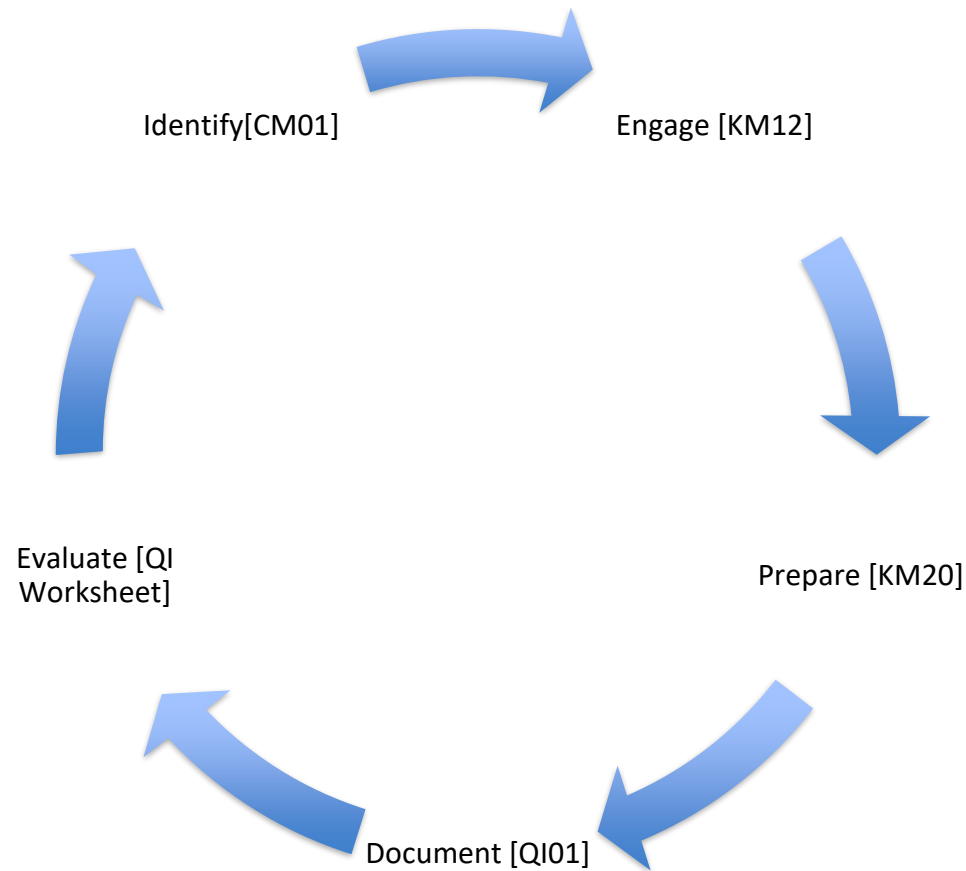 Identify[CM01]
Engage [KM12]
Prepare [KM20]
Document [QI01]
Evaluate [QI
Worksheet]